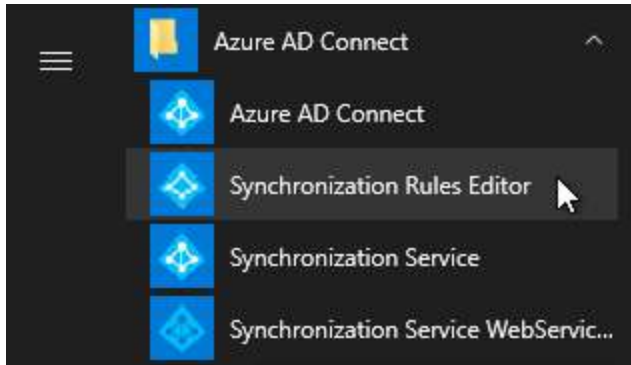 Azure AD Connect
Azure AD Connect
Synchronization Rules Editor
Synchronization Service
Synchronization Service WebServic...